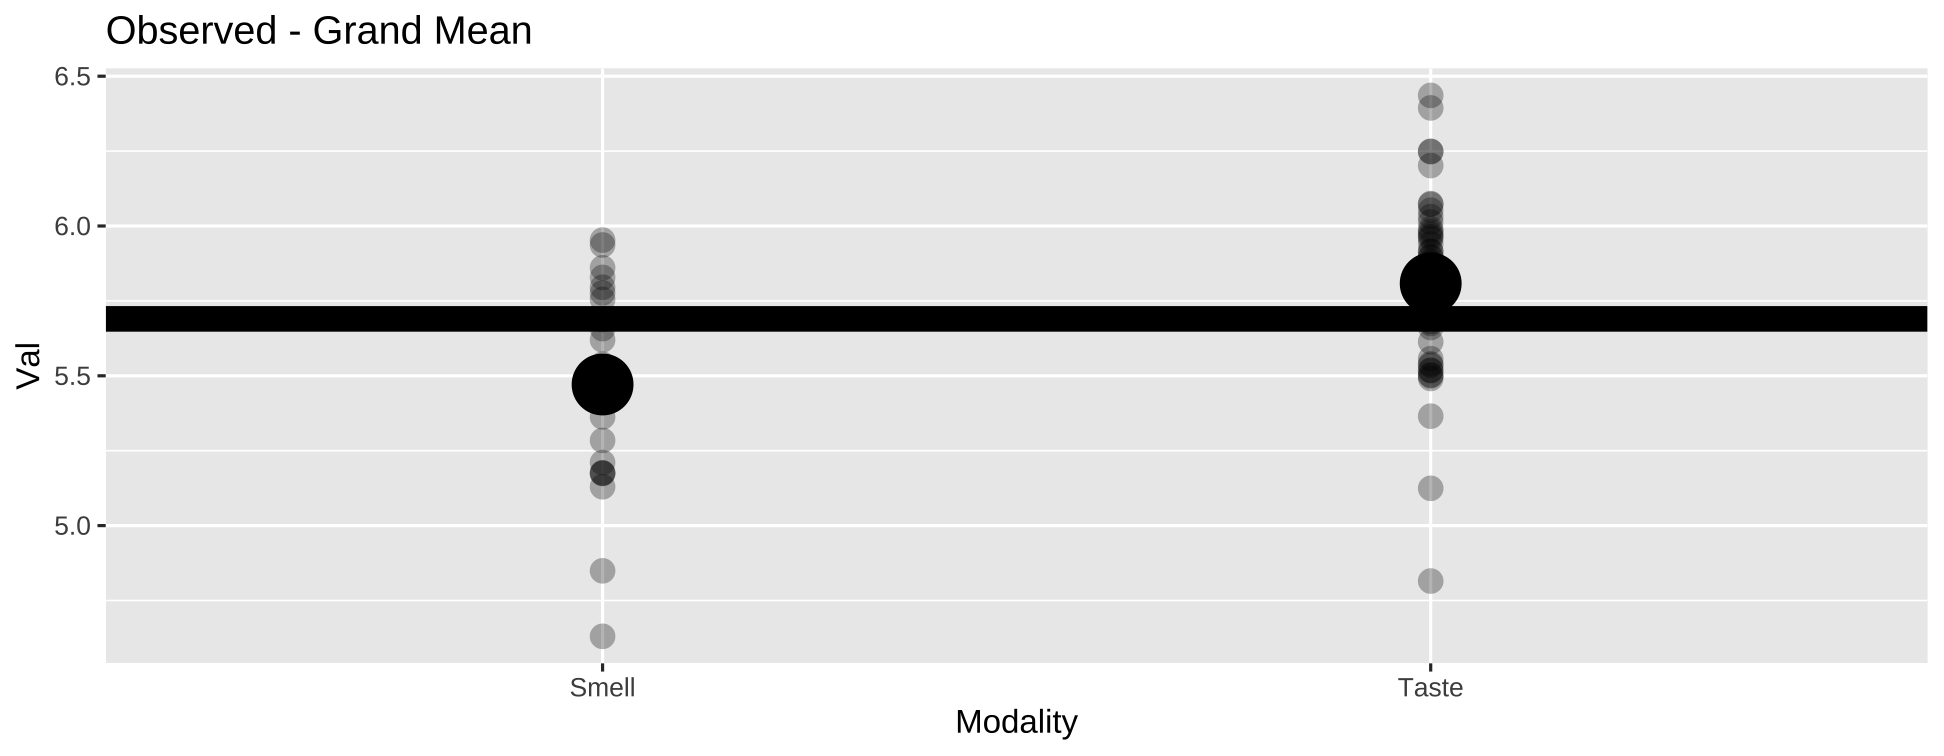 Observed - Grand Mean
6.5
6.0
5.5
5.0
Val
Smell Taste
Modality